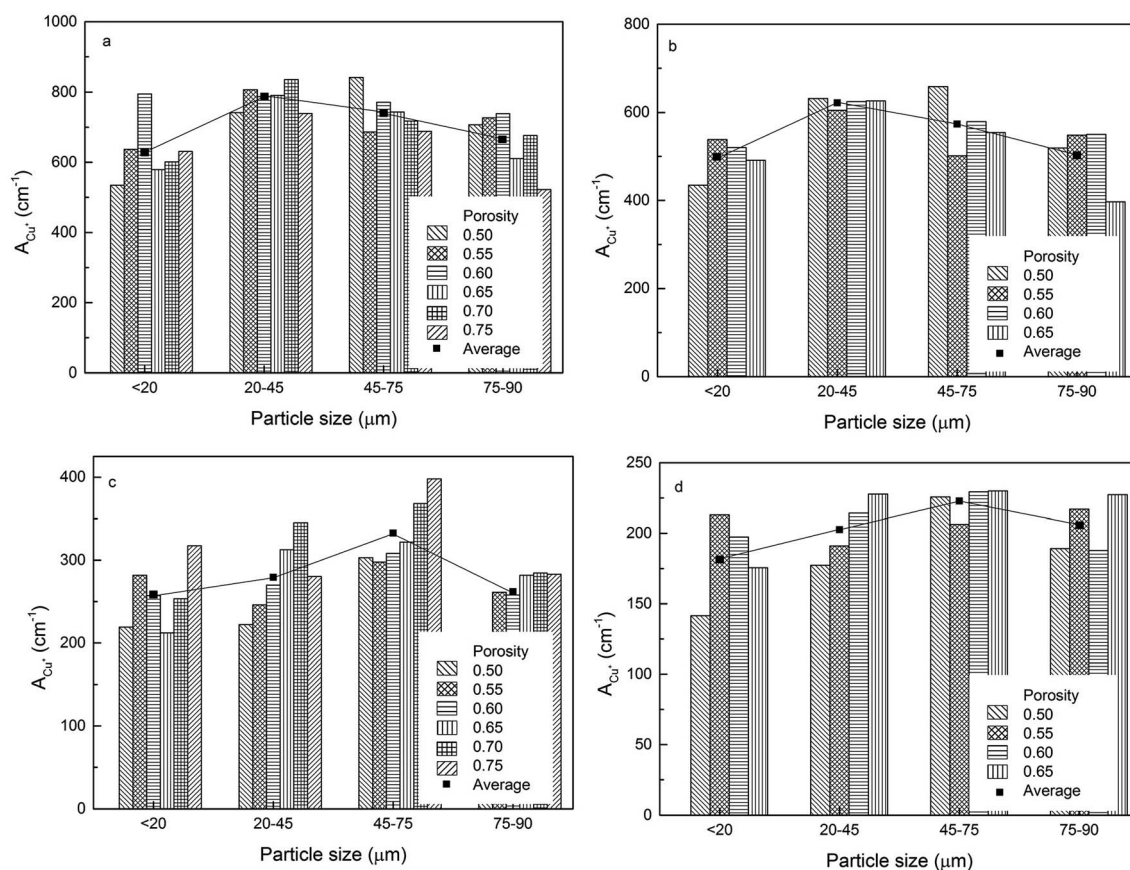 a
A_Cu* (cm⁻¹)
1000
800
600
400
200
0
Porosity
0.50
0.55
0.60
0.65
0.70
0.75
Average
<20 20-45 45-75 75-90
Particle size (μm)
b
A_Cu* (cm⁻¹)
800
600
400
200
0
Porosity
0.50
0.55
0.60
0.65
Average
<20 20-45 45-75 75-90
Particle size (μm)
c
A_Cu* (cm⁻¹)
400
300
200
100
0
Porosity
0.50
0.55
0.60
0.65
0.70
0.75
Average
<20 20-45 45-75 75-90
Particle size (μm)
d
A_Cu* (cm⁻¹)
250
200
150
100
50
0
Porosity
0.50
0.55
0.60
0.65
Average
<20 20-45 45-75 75-90
Particle size (μm)